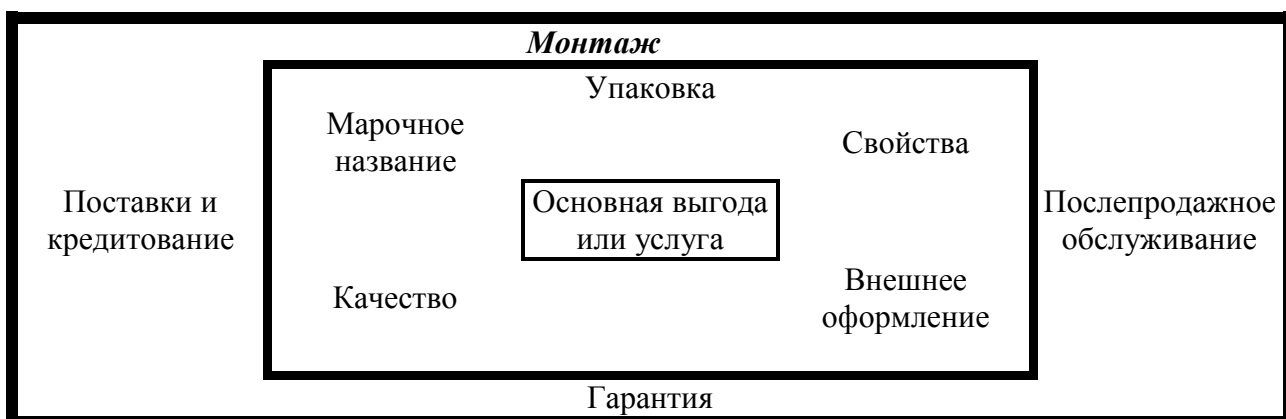 Монтаж
Упаковка
Марочное
название
Свойства
Поставки и
кредитование
Основная выгода
или услуга
Послепродажное
обслуживание
Качество
Внешнее
оформление
Гарантия